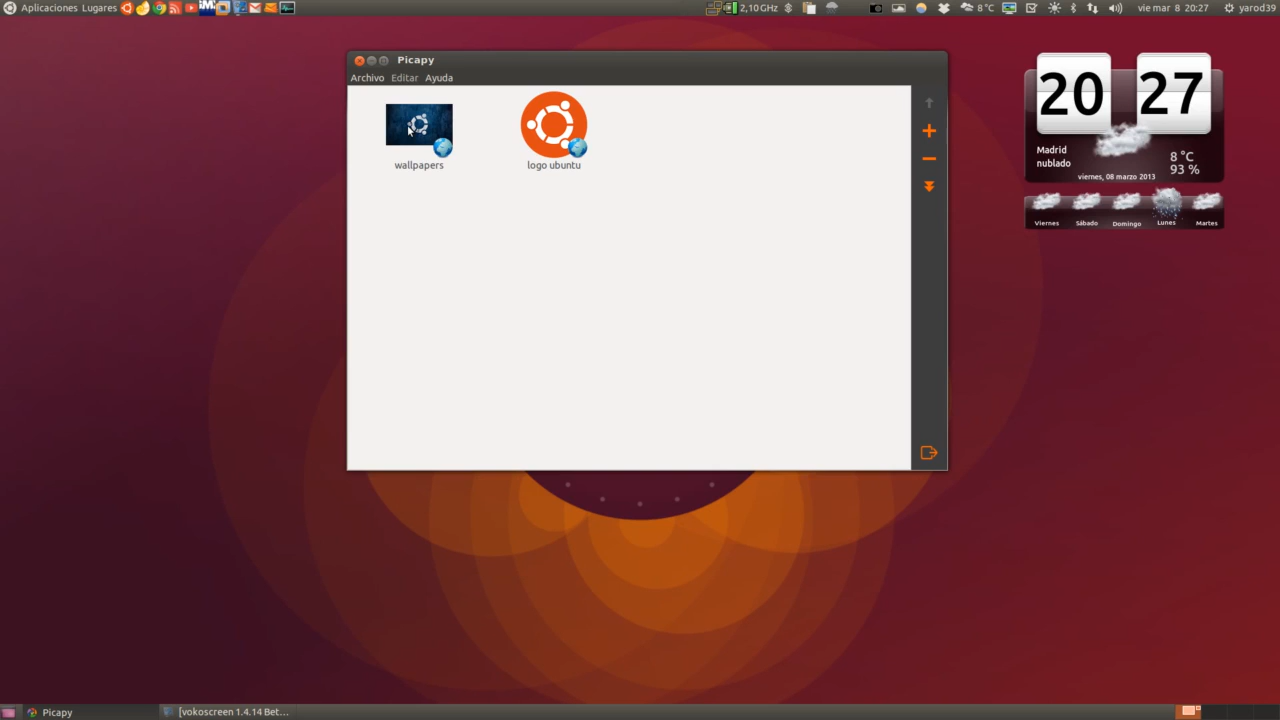 Aplicaciones Lugares
2,10 GHz
8 °C
vie mar 8 20:27
yarod39
Picapy
Archivo Editar Ayuda
wallpapers
logo ubuntu
20 27
Madrid
nublado
8 °C
93 %
viernes, 08 marzo 2013
Viernes Sábado Domingo Lunes Martes
Picapy
[vokoscreen 1.4.14 Bet...